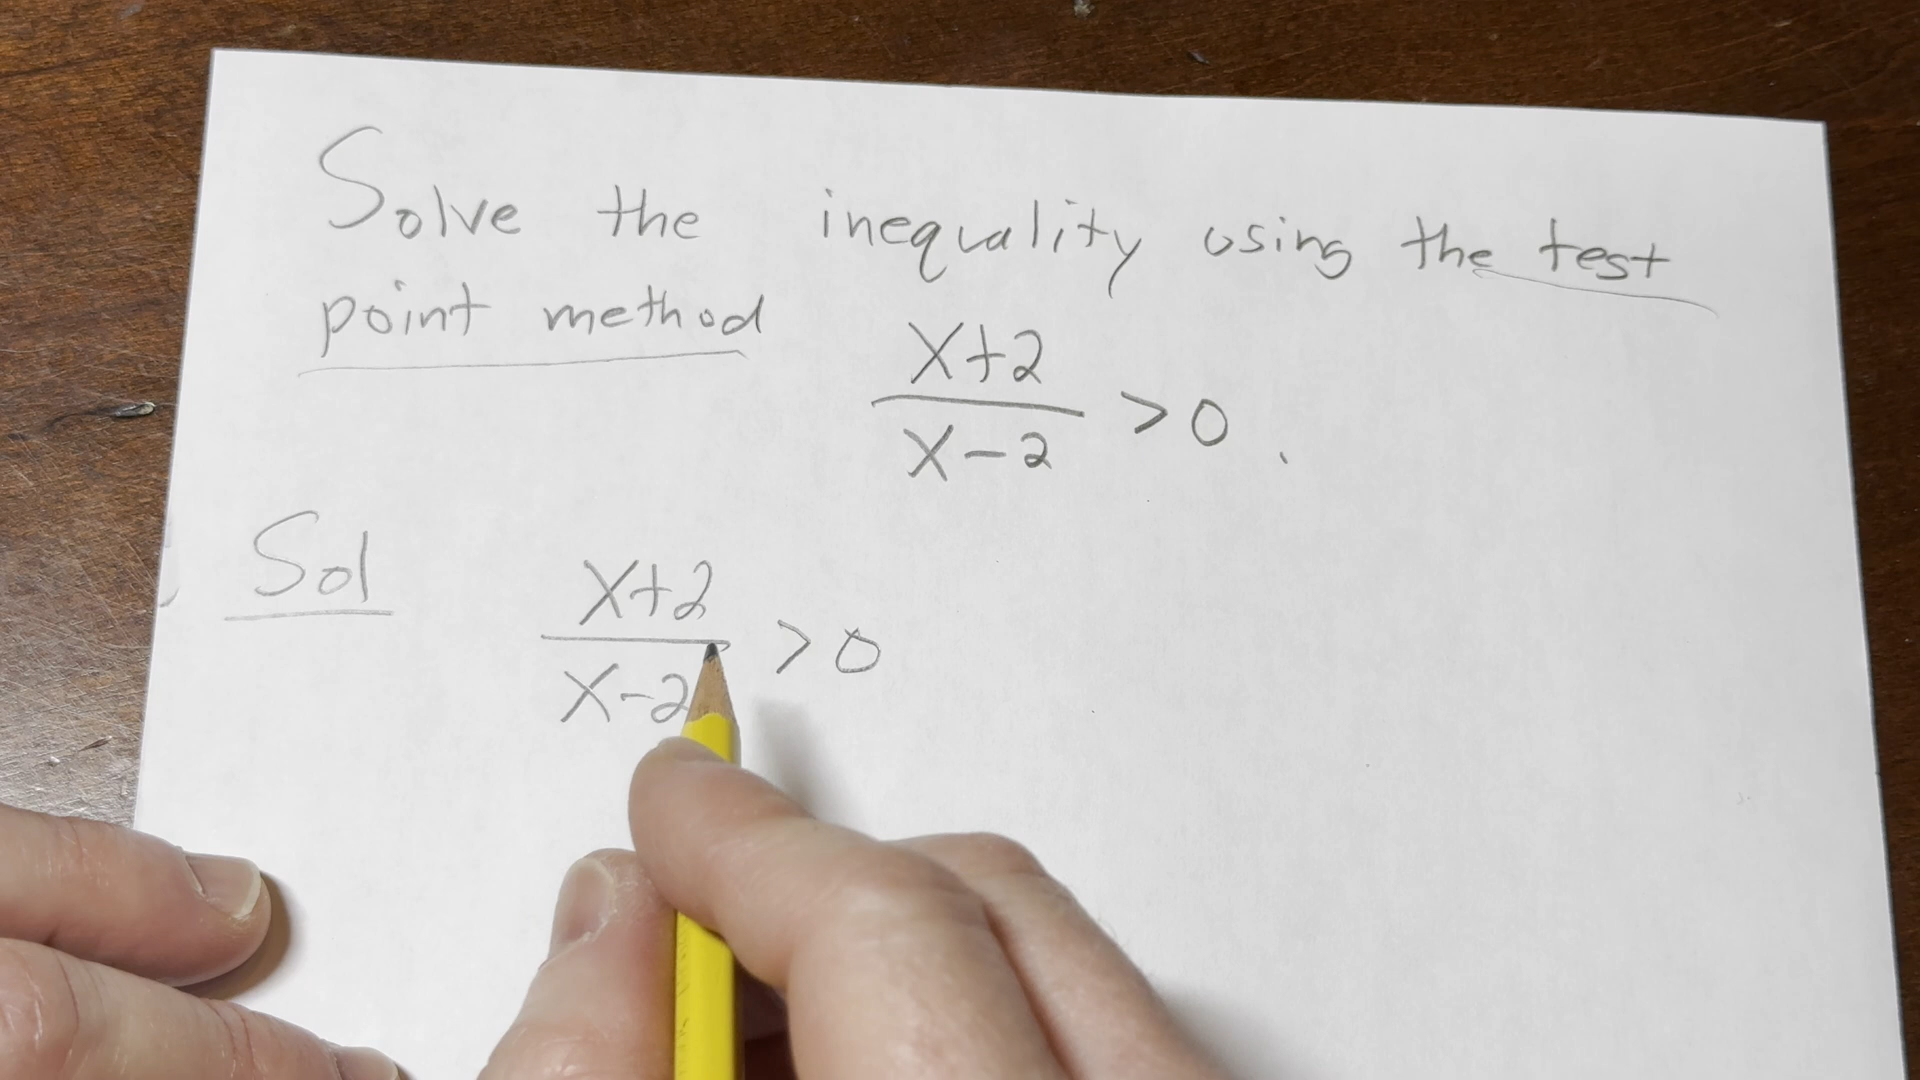 Solve the inequality using the test
point method
x+2
x-2 > 0.
Sol
x+2
x-2 > 0